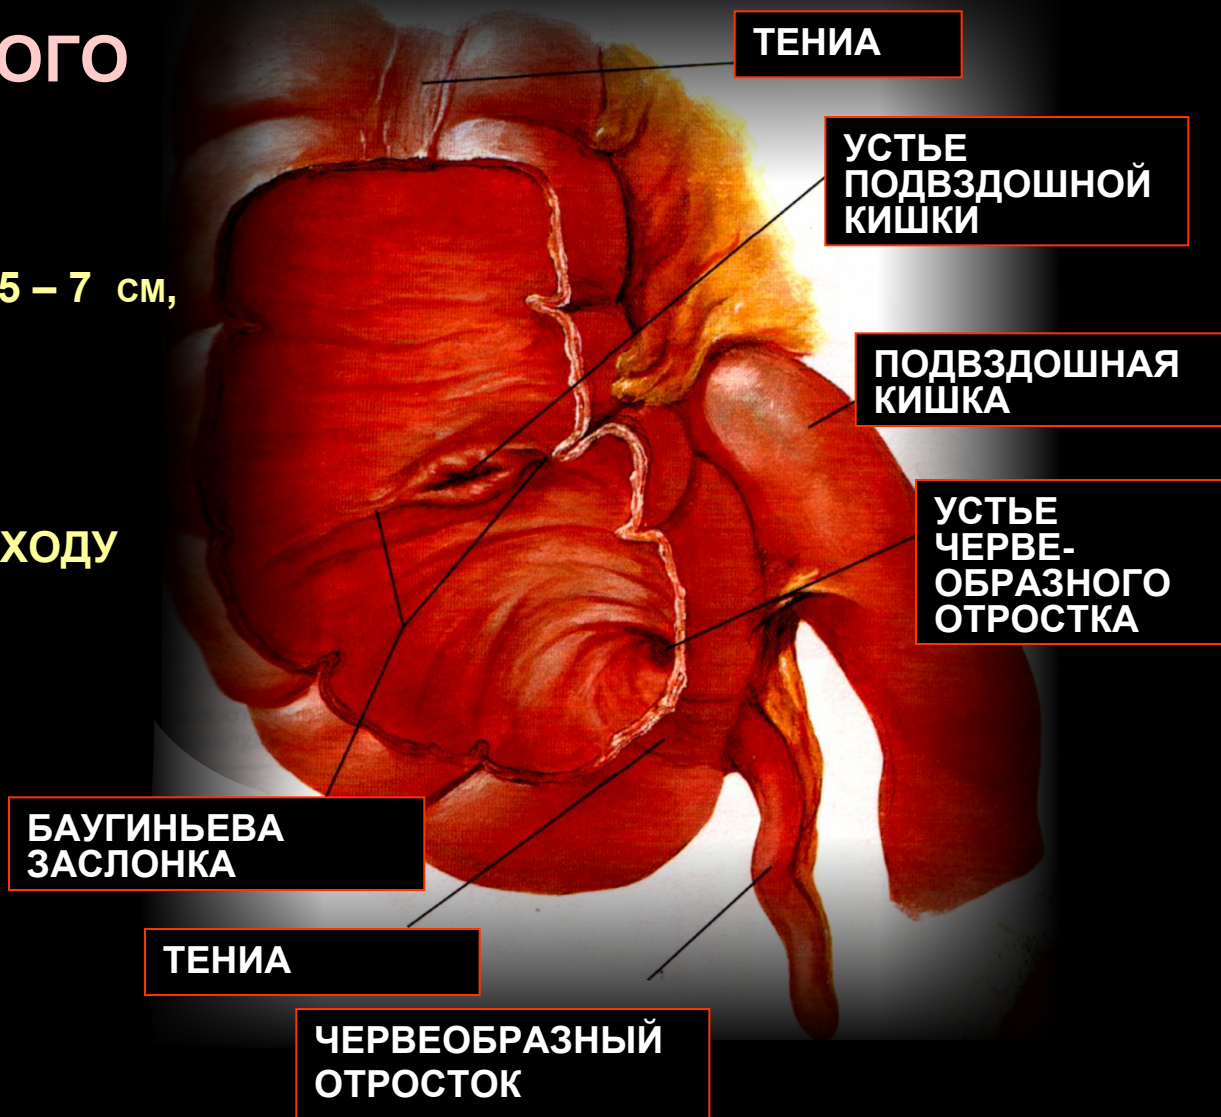 ОГО
5 – 7 см,
ХОДУ
ТЕНИА
УСТЬЕ
ПОДВЗДОШНОЙ
КИШКИ
ПОДВЗДОШНАЯ
КИШКА
УСТЬЕ
ЧЕРВЕ-
ОБРАЗНОГО
ОТРОСТКА
БАУГИНЬЕВА
ЗАСЛОНКА
ТЕНИА
ЧЕРВЕОБРАЗНЫЙ
ОТРОСТОК